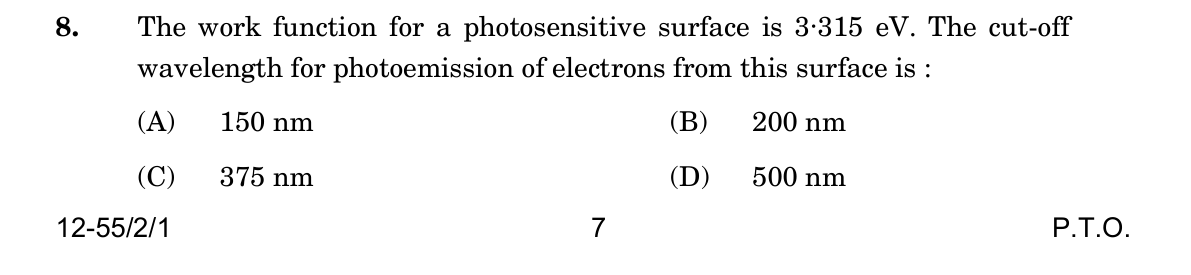 8. The work function for a photosensitive surface is 3·315 eV. The cut-off
wavelength for photoemission of electrons from this surface is :
(A) 150 nm (B) 200 nm
(C) 375 nm (D) 500 nm
12-55/2/1 7 P.T.O.